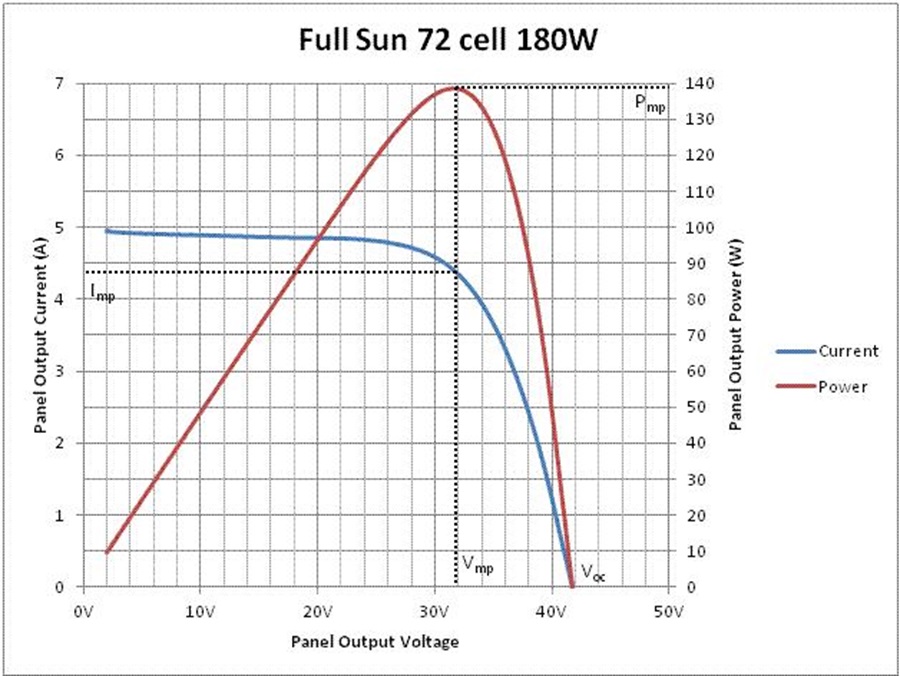 Full Sun 72 cell 180W
Panel Output Current (A)
7
6
5
4
3
2
1
0
140
130
120
110
100
90
80
70
60
50
40
30
20
10
0
Panel Output Power (W)
Pmp
Imp
Vmp
Voc
0V 10V 20V 30V 40V 50V
Panel Output Voltage
Current
Power